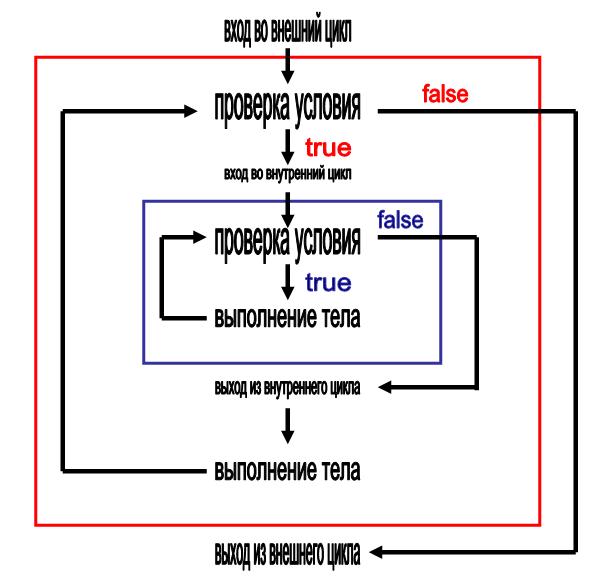 вход во внешний цикл
проверка условия
false
true
вход во внутренний цикл
false
проверка условия
true
выполнение тела
выход из внутреннего цикла
выполнение тела
выход из внешнего цикла